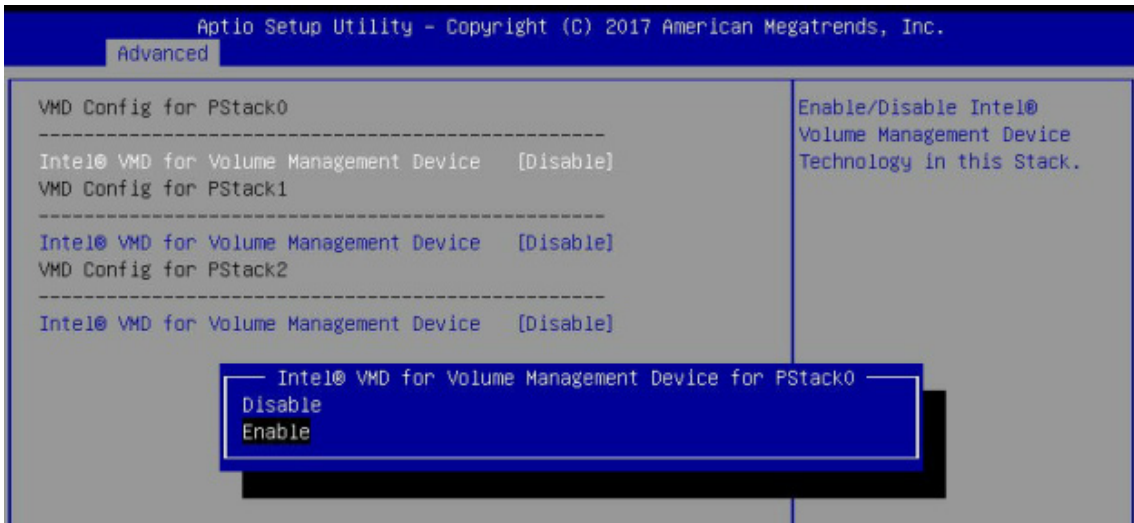 Aptio Setup Utility – Copyright (C) 2017 American Megatrends, Inc.
Advanced
VMD Config for PStack0
--------------------------------------------------
Intel® VMD for Volume Management Device [Disable]
VMD Config for PStack1
--------------------------------------------------
Intel® VMD for Volume Management Device [Disable]
VMD Config for PStack2
--------------------------------------------------
Intel® VMD for Volume Management Device [Disable]
Enable/Disable Intel®
Volume Management Device
Technology in this Stack.
Intel® VMD for Volume Management Device for PStack0
Disable
Enable